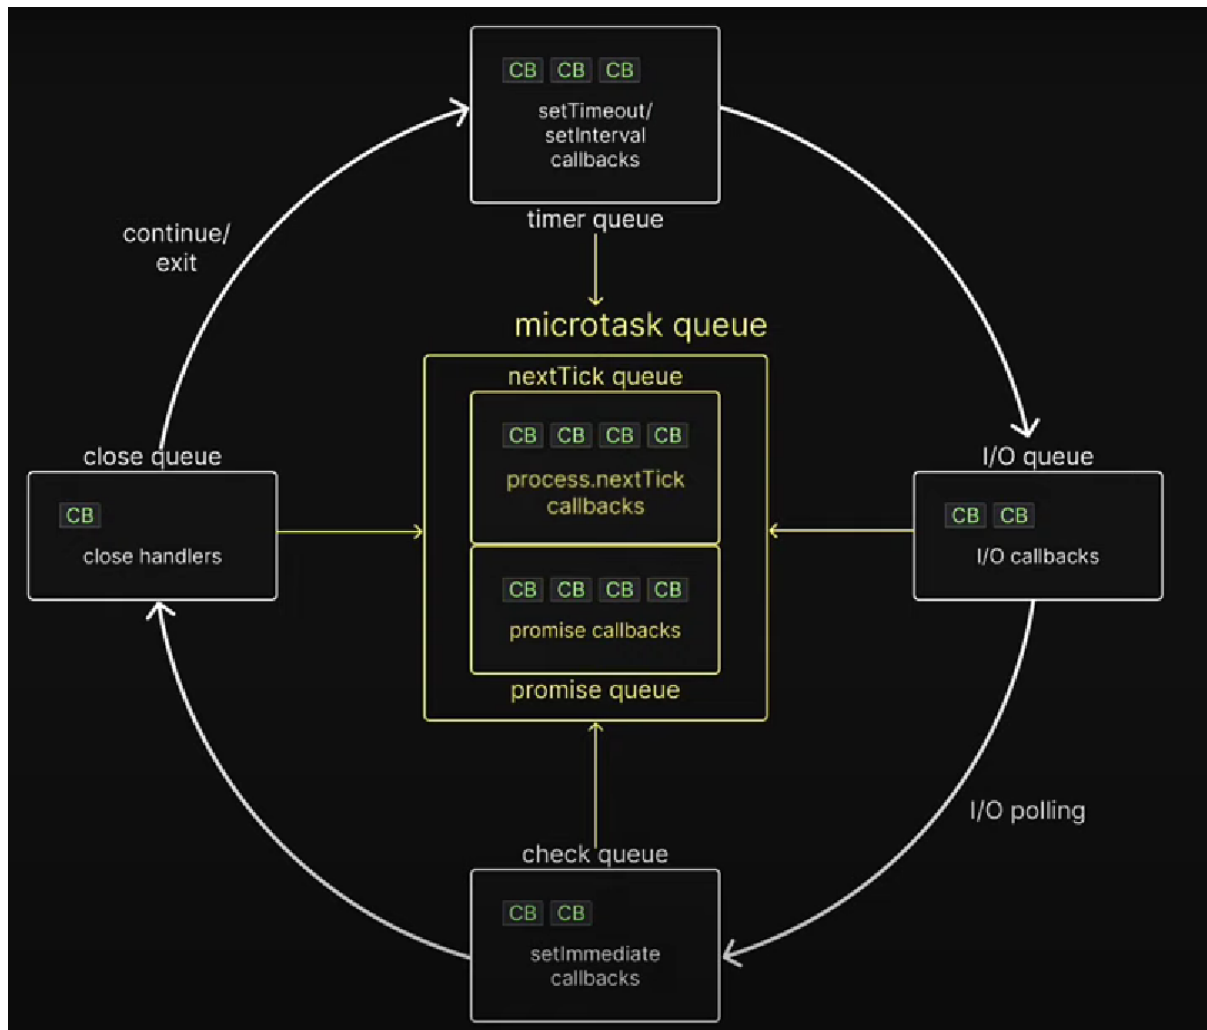 CB CB CB
setTimeout/
setInterval
callbacks
timer queue
continue/
exit
microtask queue
nextTick queue
CB CB CB CB
process.nextTick
callbacks
CB CB CB CB
promise callbacks
promise queue
close queue
CB
close handlers
I/O queue
CB CB
I/O callbacks
I/O polling
check queue
CB CB
setImmediate
callbacks